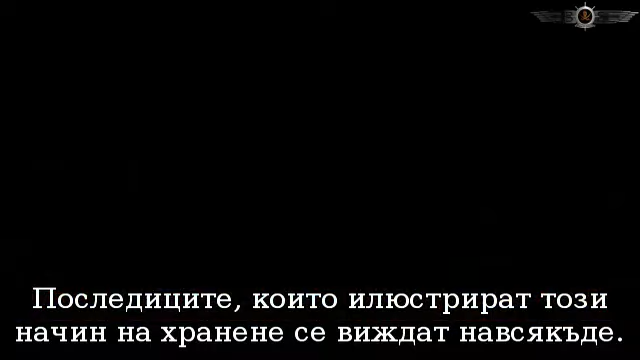 Последиците, които илюстрират този
начин на хранене се виждат навсякъде.